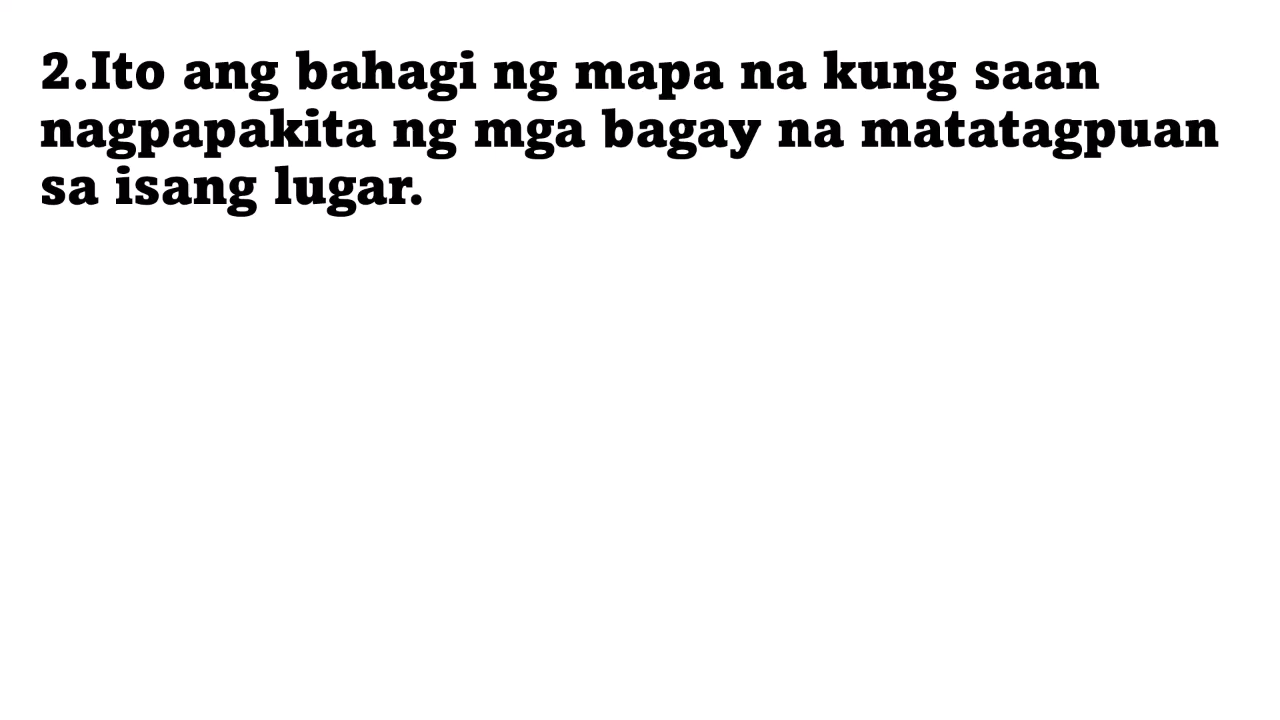 2.Ito ang bahagi ng mapa na kung saan
nagpapakita ng mga bagay na matatagpuan
sa isang lugar.